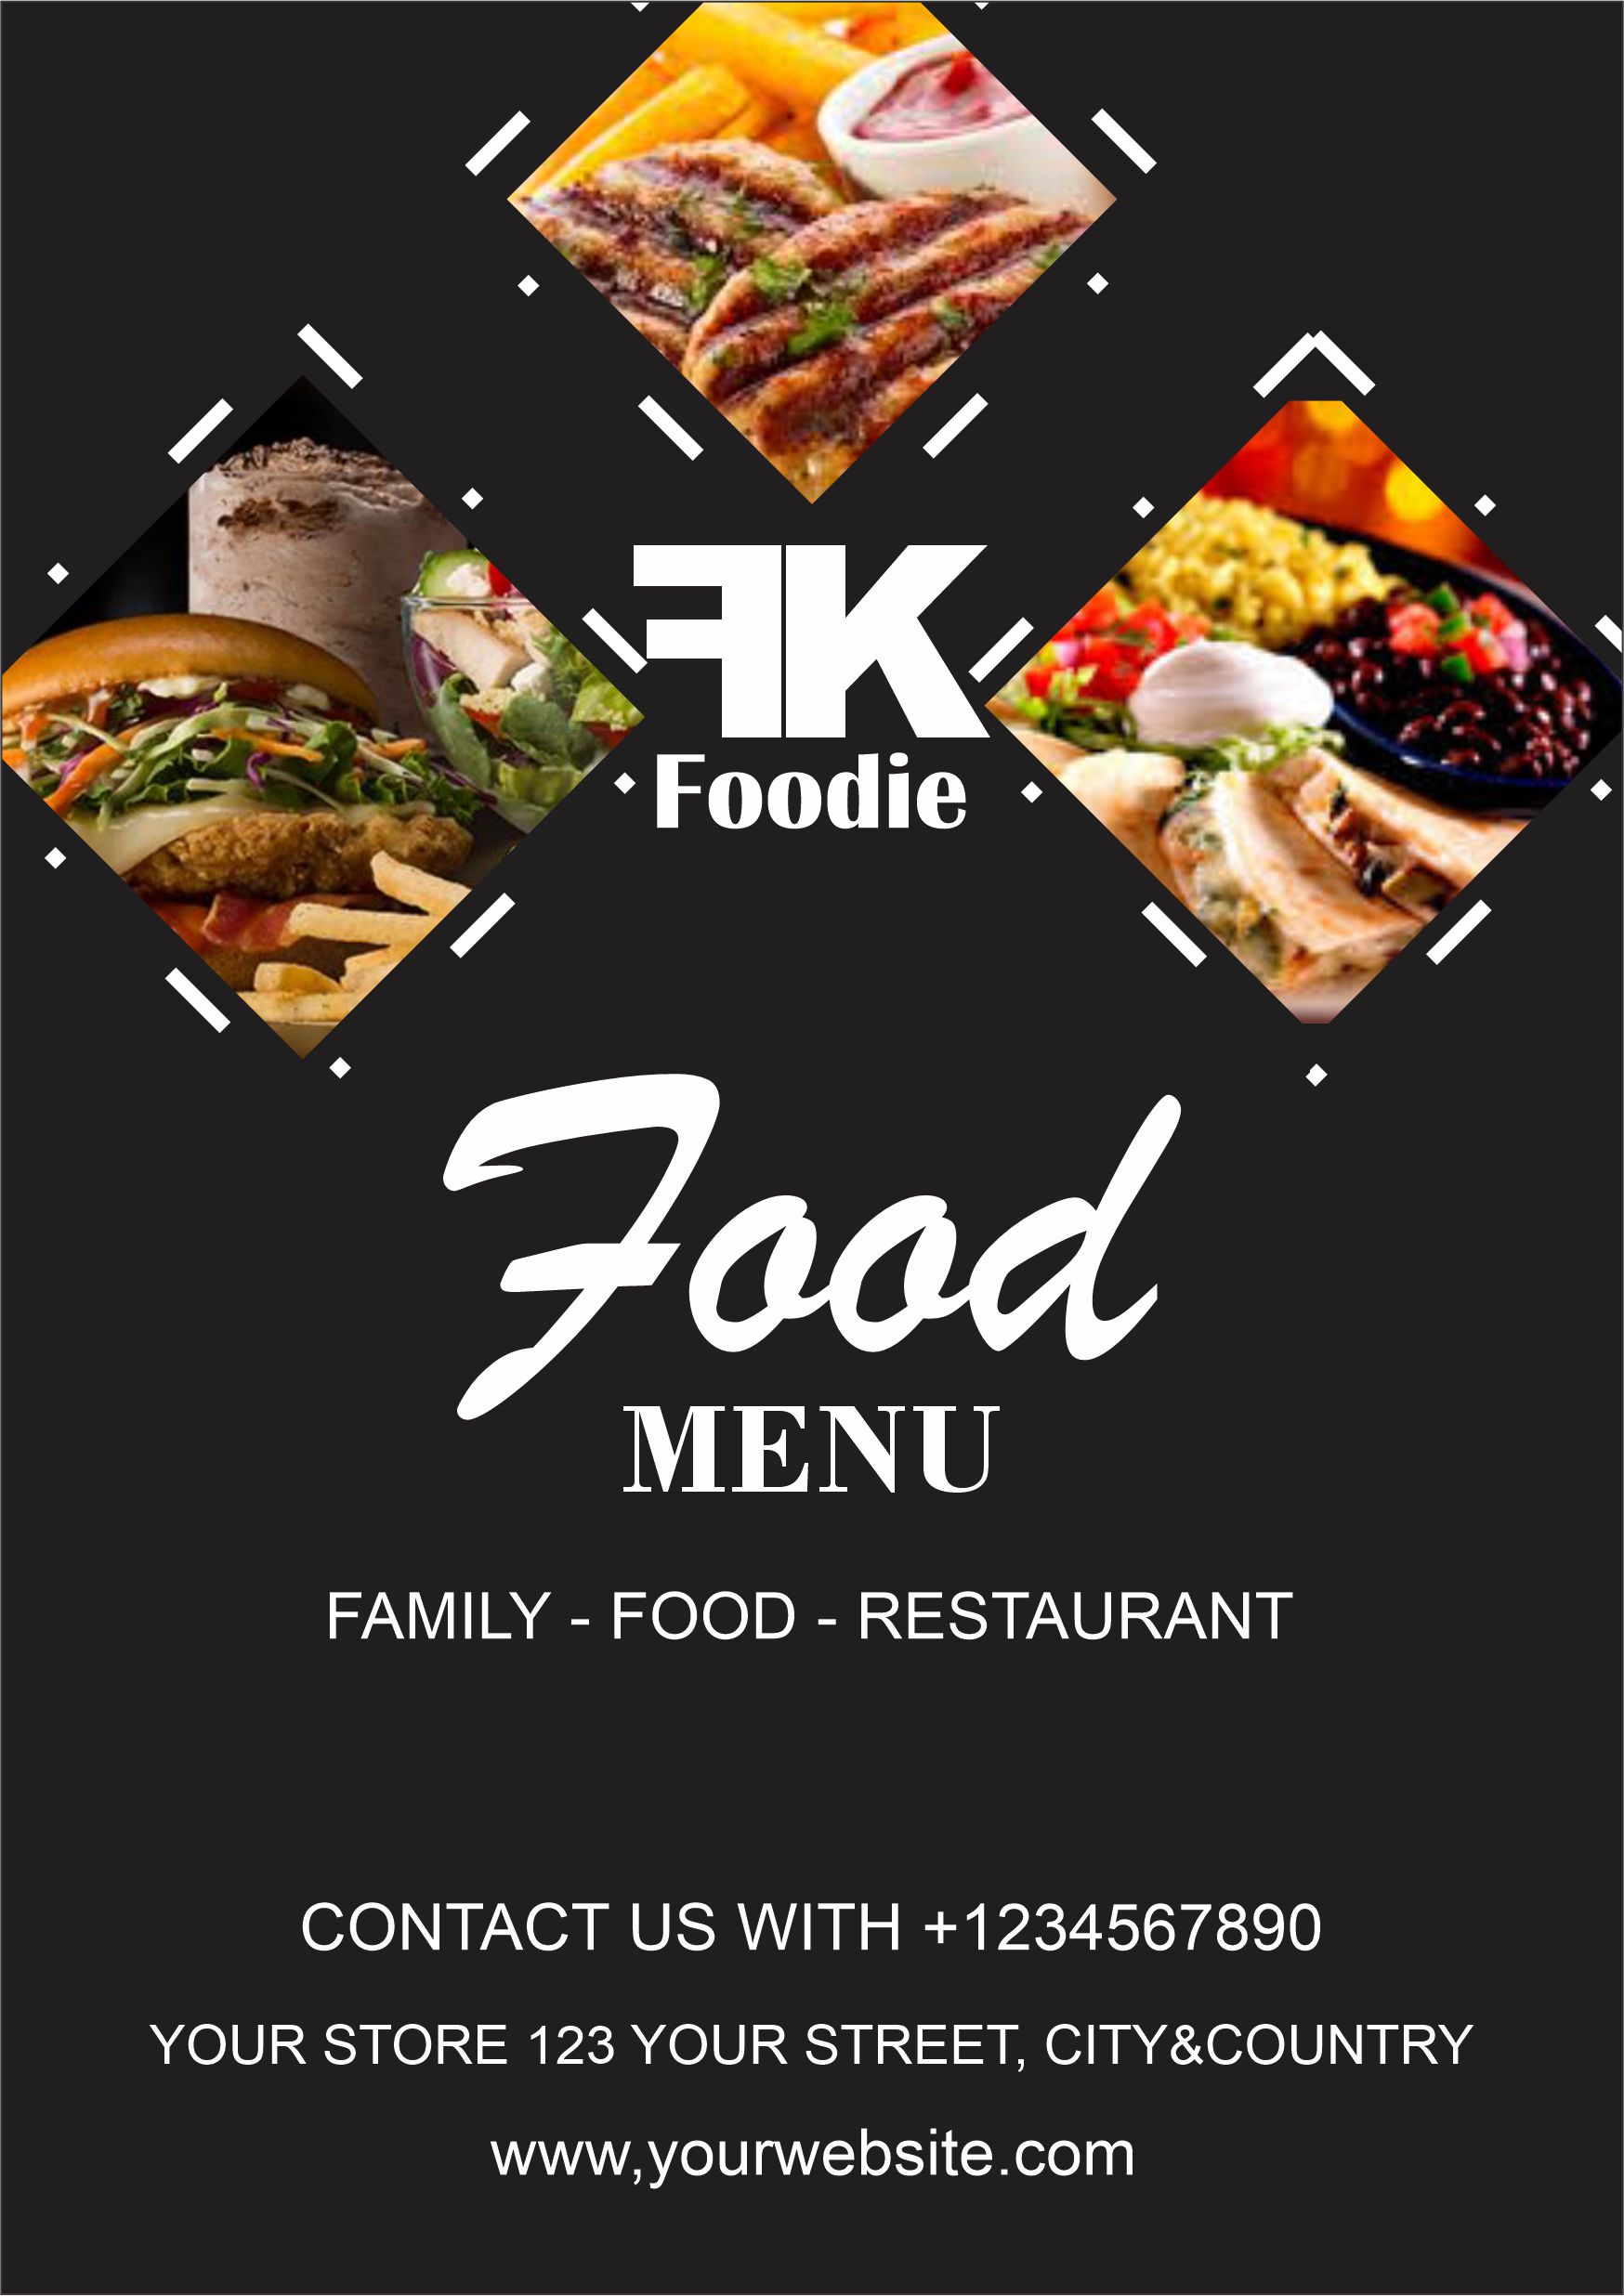 FK
Foodie
Food
MENU
FAMILY - FOOD - RESTAURANT
CONTACT US WITH +1234567890
YOUR STORE 123 YOUR STREET, CITY&COUNTRY
www,yourwebsite.com